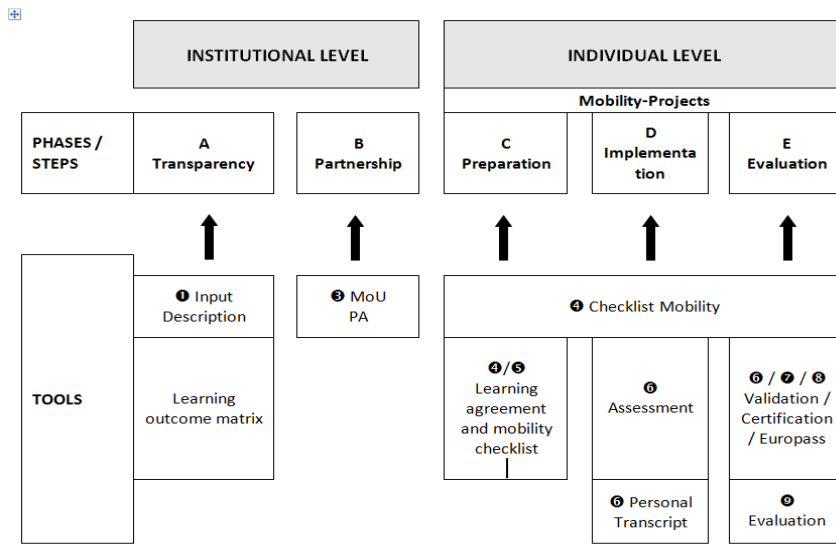 INSTITUTIONAL LEVEL
INDIVIDUAL LEVEL
Mobility-Projects
PHASES /
STEPS
A
Transparency
B
Partnership
C
Preparation
D
Implementa
tion
E
Evaluation
TOOLS
❶ Input
Description
❸ MoU
PA
❹ Checklist Mobility
Learning
outcome matrix
❹/❺
Learning
agreement
and mobility
checklist
❻
Assessment
❻ / ❼ / ❽
Validation /
Certification
/ Europass
❻ Personal
Transcript
❾
Evaluation